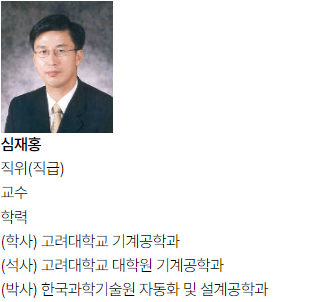 심재홍
직위(직급)
교수
학력
(학사) 고려대학교 기계공학과
(석사) 고려대학교 대학원 기계공학과
(박사) 한국과학기술원 자동화 및 설계공학과